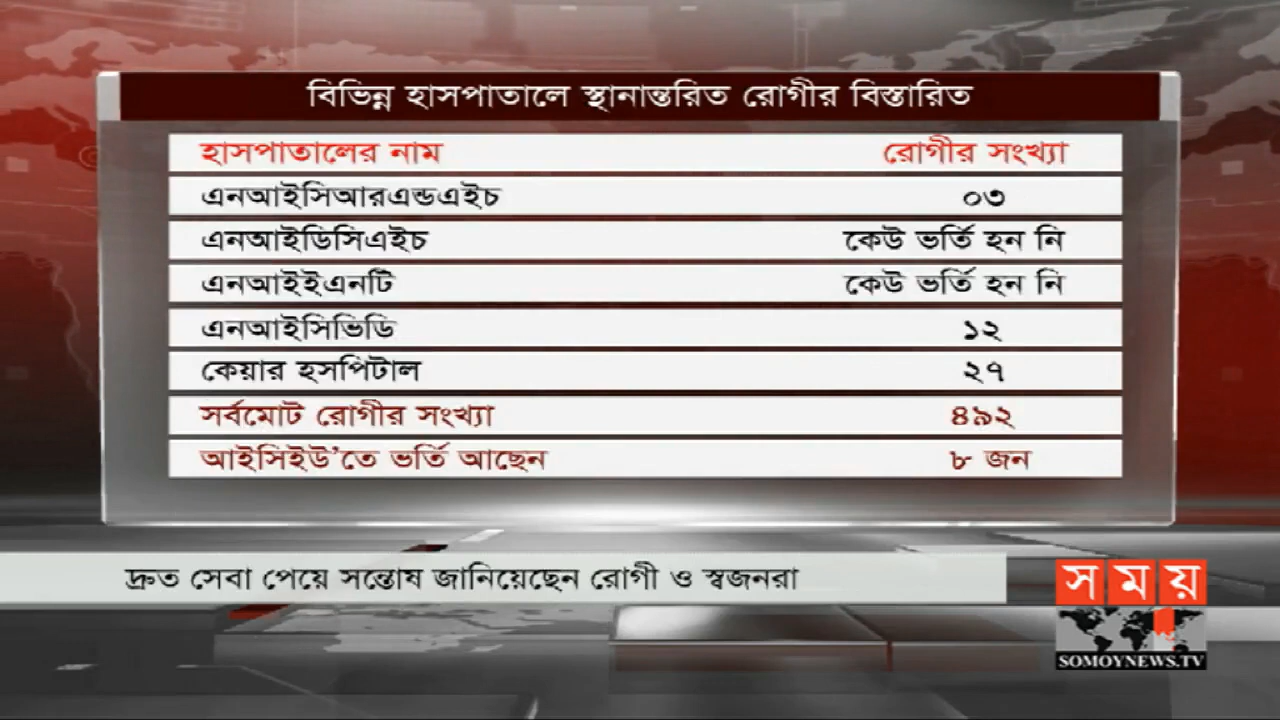 বিভিন্ন হাসপাতালে স্থানান্তরিত রোগীর বিস্তারিত
হাসপাতালের নাম রোগীর সংখ্যা
এনআইসিআরএন্ডএইচ ০৩
এনআইডিসিএইচ কেউ ভর্তি হন নি
এনআইইএনটি কেউ ভর্তি হন নি
এনআইসিভিডি ১২
কেয়ার হসপিটাল ২৭
সর্বমোট রোগীর সংখ্যা ৪৯২
আইসিইউ'তে ভর্তি আছেন ৮ জন
দ্রুত সেবা পেয়ে সন্তোষ জানিয়েছেন রোগী ও স্বজনরা
সময়
SOMOYNEWS.TV